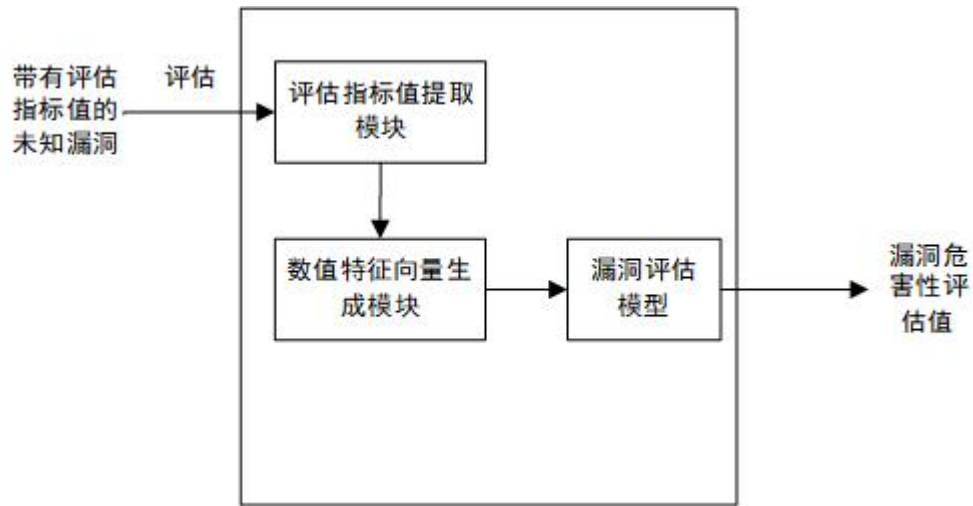 带有评估
指标值的
未知漏洞
评估
评估指标值提取
模块
数值特征向量生
成模块
漏洞评估
模型
漏洞危
害性评
估值